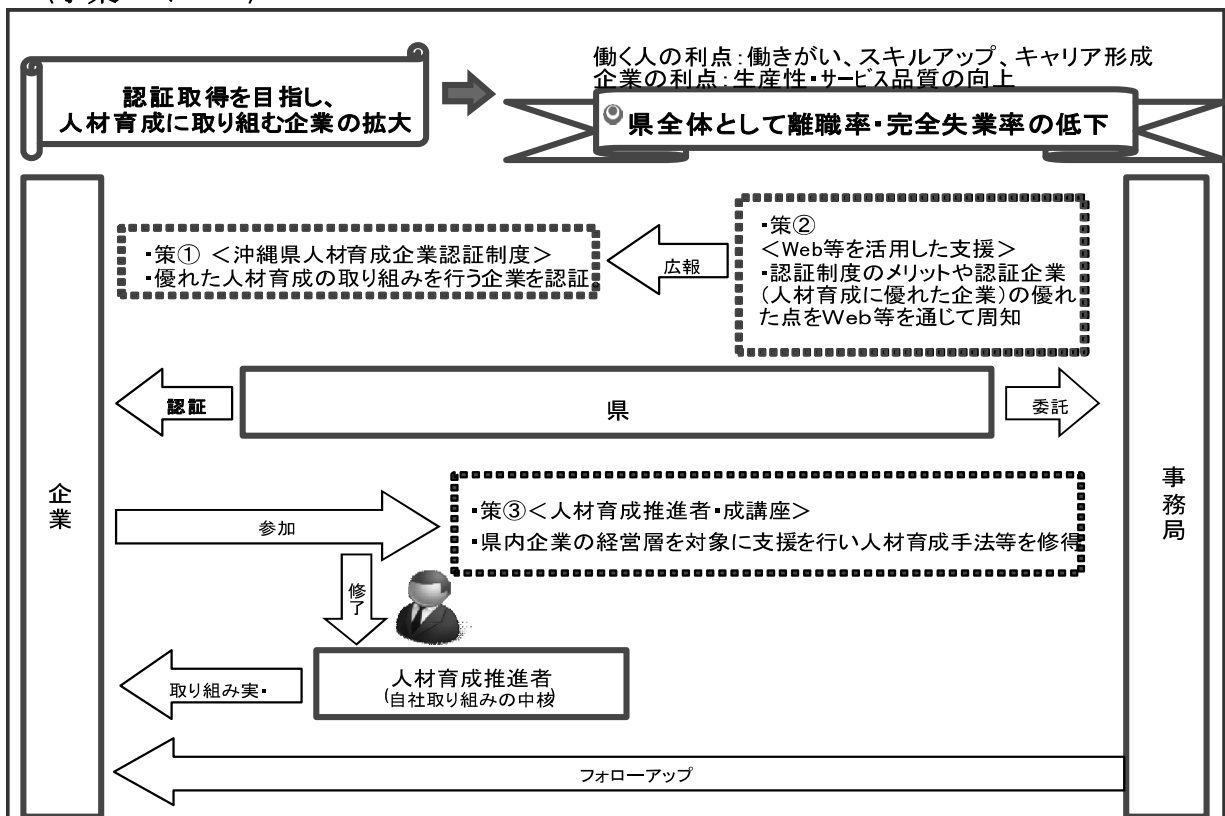 認証取得を目指し、
人材育成に取り組む企業の拡大
働く人の利点:働きがい、スキルアップ、キャリア形成
企業の利点:生産性・サービス品質の向上
県全体として離職率・完全失業率の低下
・策① <沖縄県人材育成企業認証制度>
・優れた人材育成の取り組みを行う企業を認証。
広報
・策②
<Web等を活用した支援>
・認証制度のメリットや認証企業
(人材育成に優れた企業)の優れ
た点をWeb等を通じて周知
認証
県
委託
企業
事務局
参加
・策③<人材育成推進者・成講座>
・県内企業の経営層を対象に支援を行い人材育成手法等を修得
修了
人材育成推進者
(自社取り組みの中核)
取り組み実・
フォローアップ